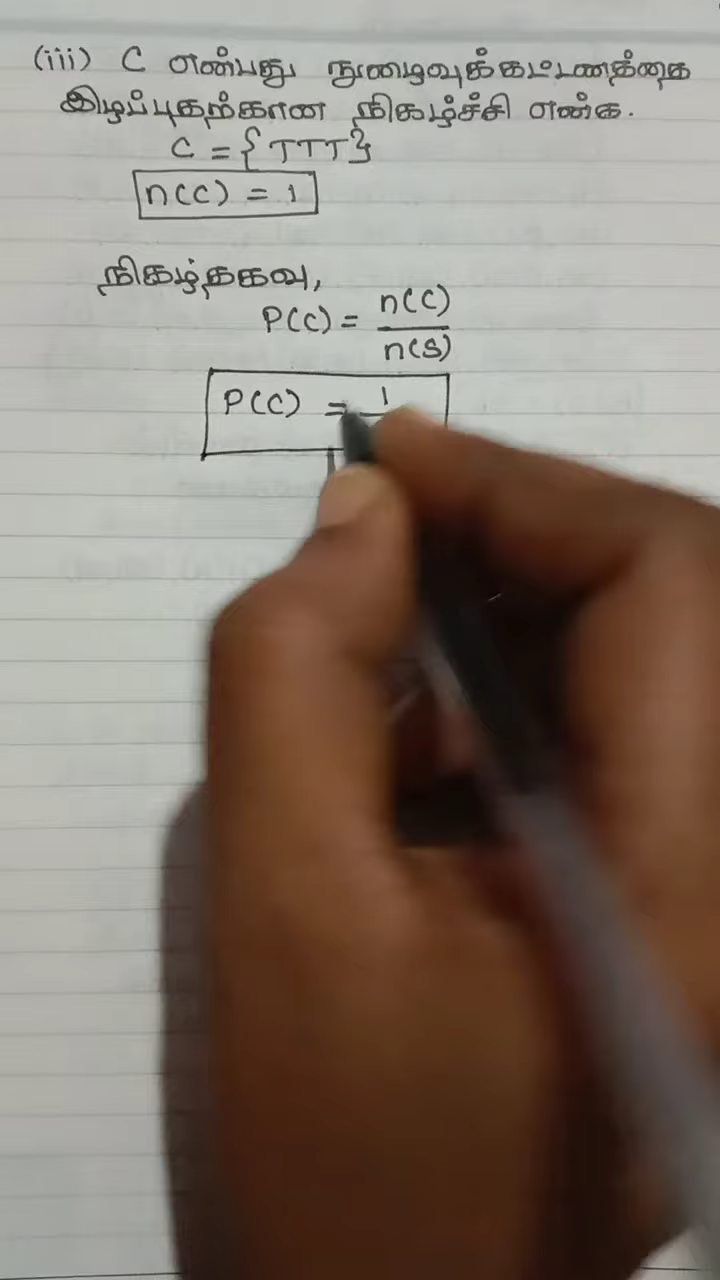 (iii) C என்பது நுழைவுக்கட்டணத்தை
இழப்பதற்கான நிகழ்ச்சி என்க.
C = {TTT}
n(C) = 1
நிகழ்தகவு,
P(C) = n(C)
n(S)
P(C) = 1